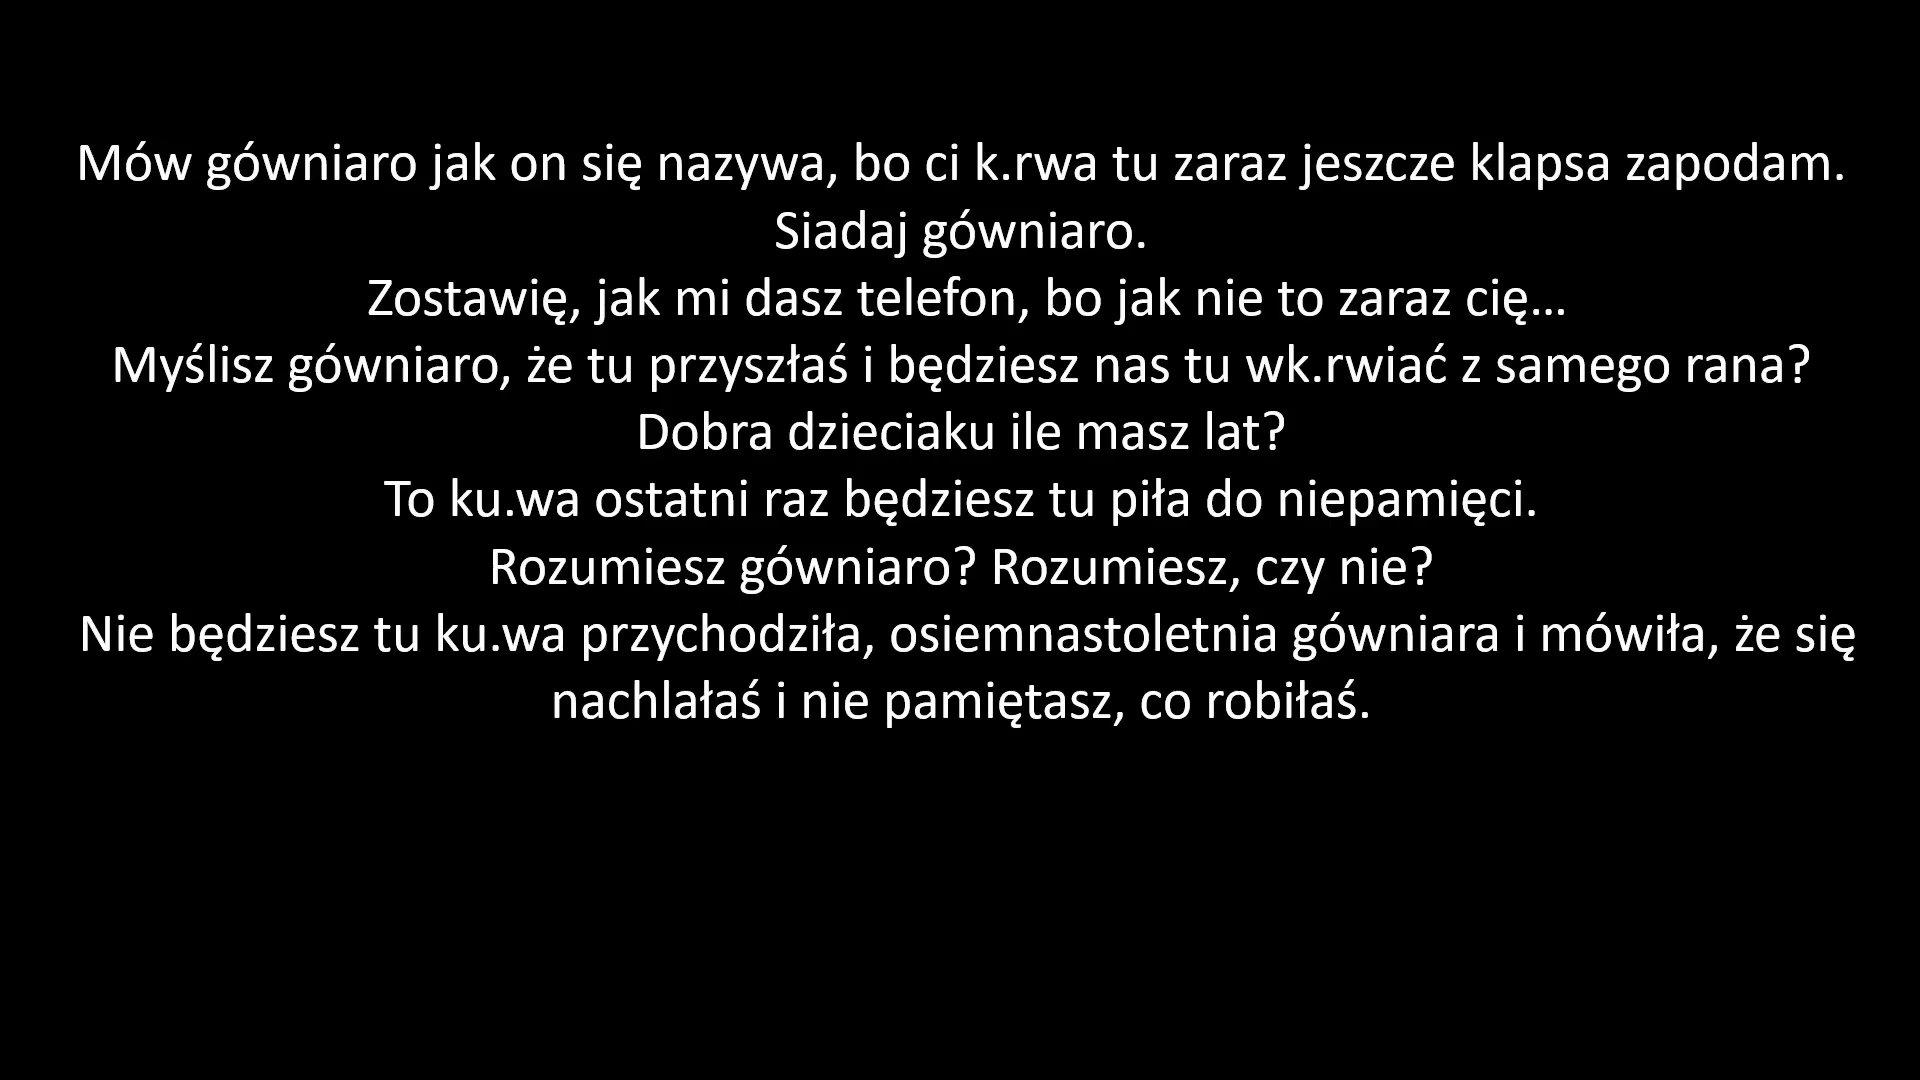 Mów gówniaro jak on się nazywa, bo ci k.rwa tu zaraz jeszcze klapsa zapodam.
Siadaj gówniaro.
Zostawię, jak mi dasz telefon, bo jak nie to zaraz cię...
Myślisz gówniaro, że tu przyszłaś i będziesz nas tu wk.rwiać z samego rana?
Dobra dzieciaku ile masz lat?
To ku.wa ostatni raz będziesz tu piła do niepamięci.
Rozumiesz gówniaro? Rozumiesz, czy nie?
Nie będziesz tu ku.wa przychodziła, osiemnastoletnia gówniara i mówiła, że się
nachlałaś i nie pamiętasz, co robiłaś.